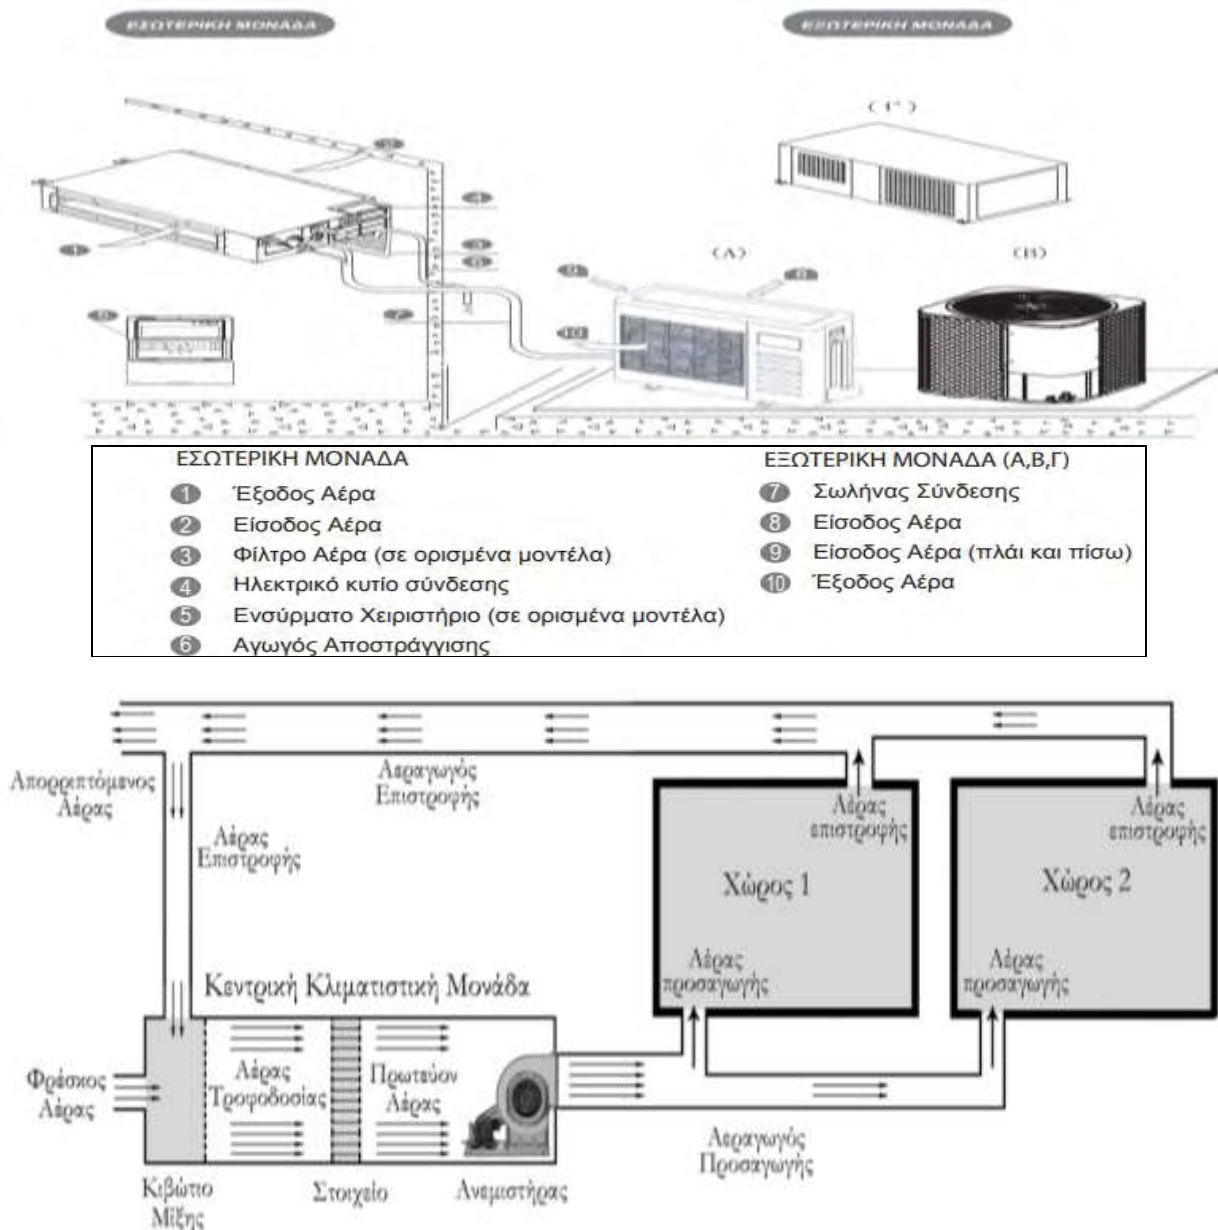 ΕΣΩΤΕΡΙΚΗ ΜΟΝΑΔΑ
ΕΞΩΤΕΡΙΚΗ ΜΟΝΑΔΑ
(Γ)
(Α)
(Β)
7
10
ΕΣΩΤΕΡΙΚΗ ΜΟΝΑΔΑ
1 Έξοδος Αέρα
2 Είσοδος Αέρα
3 Φίλτρο Αέρα (σε ορισμένα μοντέλα)
4 Ηλεκτρικό κυτίο σύνδεσης
5 Ενσύρματο Χειριστήριο (σε ορισμένα μοντέλα)
6 Αγωγός Αποστράγγισης
ΕΞΩΤΕΡΙΚΗ ΜΟΝΑΔΑ (Α,Β,Γ)
7 Σωλήνας Σύνδεσης
8 Είσοδος Αέρα
9 Είσοδος Αέρα (πλάι και πίσω)
10 Έξοδος Αέρα
Απορριπτόμενος
Αέρας
Αεραγωγός
Επιστροφής
Αέρας
Επιστροφής
Αέρας
επιστροφής
Αέρας
επιστροφής
Χώρος 1
Χώρος 2
Αέρας
προσαγωγής
Αέρας
προσαγωγής
Κεντρική Κλιματιστική Μονάδα
Φρέσκος
Αέρας
Αέρας
Τροφοδοσίας
Πρωτεύον
Αέρας
Αεραγωγός
Προσαγωγής
Κιβώτιο
Μίξης
Στοιχείο
Ανεμιστήρας